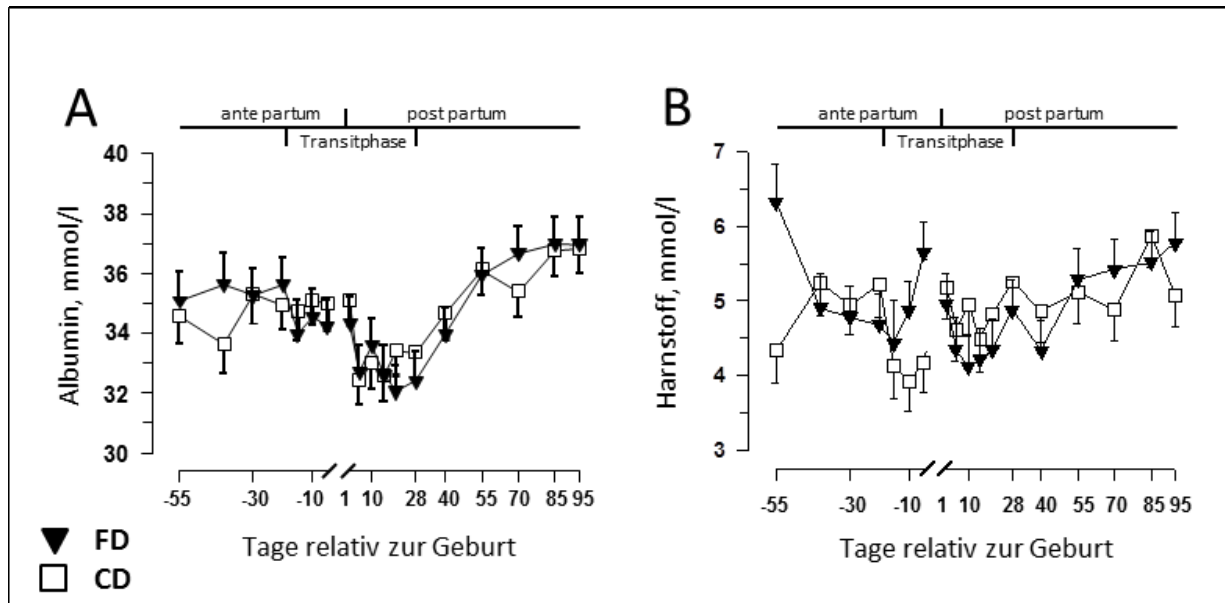 A
ante partum post partum
Transitphase
Albumin, mmol/l
40
38
36
34
32
30
-55 -30 -10 1 10 28 40 55 70 85 95
Tage relativ zur Geburt
B
ante partum post partum
Transitphase
Harnstoff, mmol/l
7
6
5
4
3
-55 -30 -10 1 10 28 40 55 70 85 95
Tage relativ zur Geburt
FD
CD